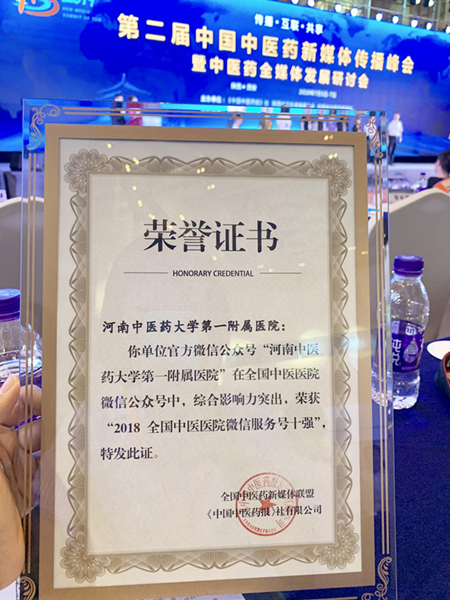 传播·互联·共享
第二届中国中医药新媒体传播峰会
暨中医药全媒体发展研讨会
荣誉证书
HONORARY CREDENTIAL
河南中医药大学第一附属医院：
你单位官方微信公众号“河南中医
药大学第一附属医院”在全国中医医院
微信公众号中，综合影响力突出，荣获
“2018 全国中医医院微信服务号十强”，
特发此证。
全国中医药新媒体联盟
《中国中医药报》社有限公司